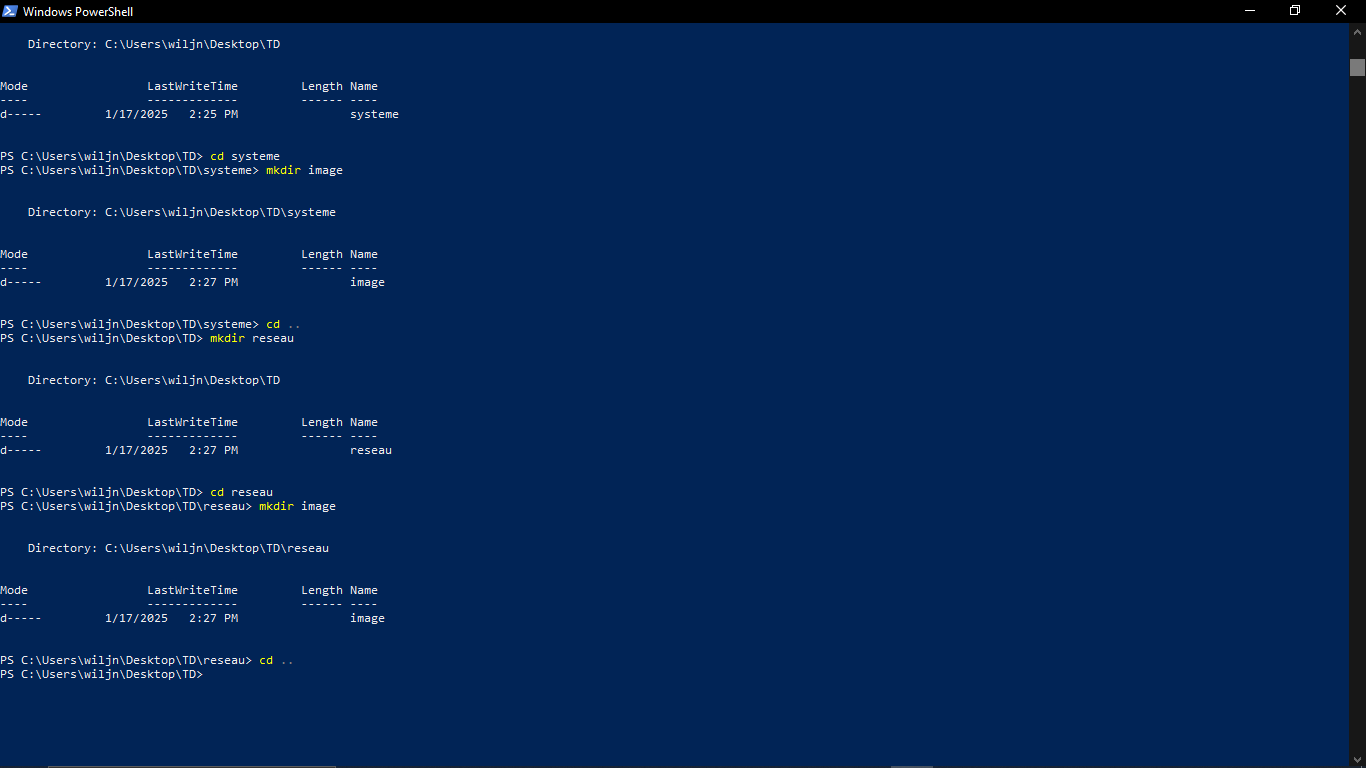 Windows PowerShell
    Directory: C:\Users\wiljn\Desktop\TD
Mode                 LastWriteTime         Length Name
----                 -------------         ------ ----
d-----         1/17/2025   2:25 PM                systeme
PS C:\Users\wiljn\Desktop\TD> cd systeme
PS C:\Users\wiljn\Desktop\TD\systeme> mkdir image
    Directory: C:\Users\wiljn\Desktop\TD\systeme
Mode                 LastWriteTime         Length Name
----                 -------------         ------ ----
d-----         1/17/2025   2:27 PM                image
PS C:\Users\wiljn\Desktop\TD\systeme> cd ..
PS C:\Users\wiljn\Desktop\TD> mkdir reseau
    Directory: C:\Users\wiljn\Desktop\TD
Mode                 LastWriteTime         Length Name
----                 -------------         ------ ----
d-----         1/17/2025   2:27 PM                reseau
PS C:\Users\wiljn\Desktop\TD> cd reseau
PS C:\Users\wiljn\Desktop\TD\reseau> mkdir image
    Directory: C:\Users\wiljn\Desktop\TD\reseau
Mode                 LastWriteTime         Length Name
----                 -------------         ------ ----
d-----         1/17/2025   2:27 PM                image
PS C:\Users\wiljn\Desktop\TD\reseau> cd ..
PS C:\Users\wiljn\Desktop\TD>